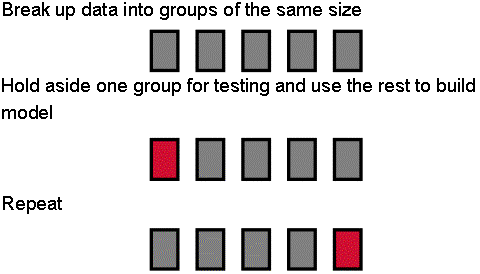 Break up data into groups of the same size
Hold aside one group for testing and use the rest to build
model
Repeat